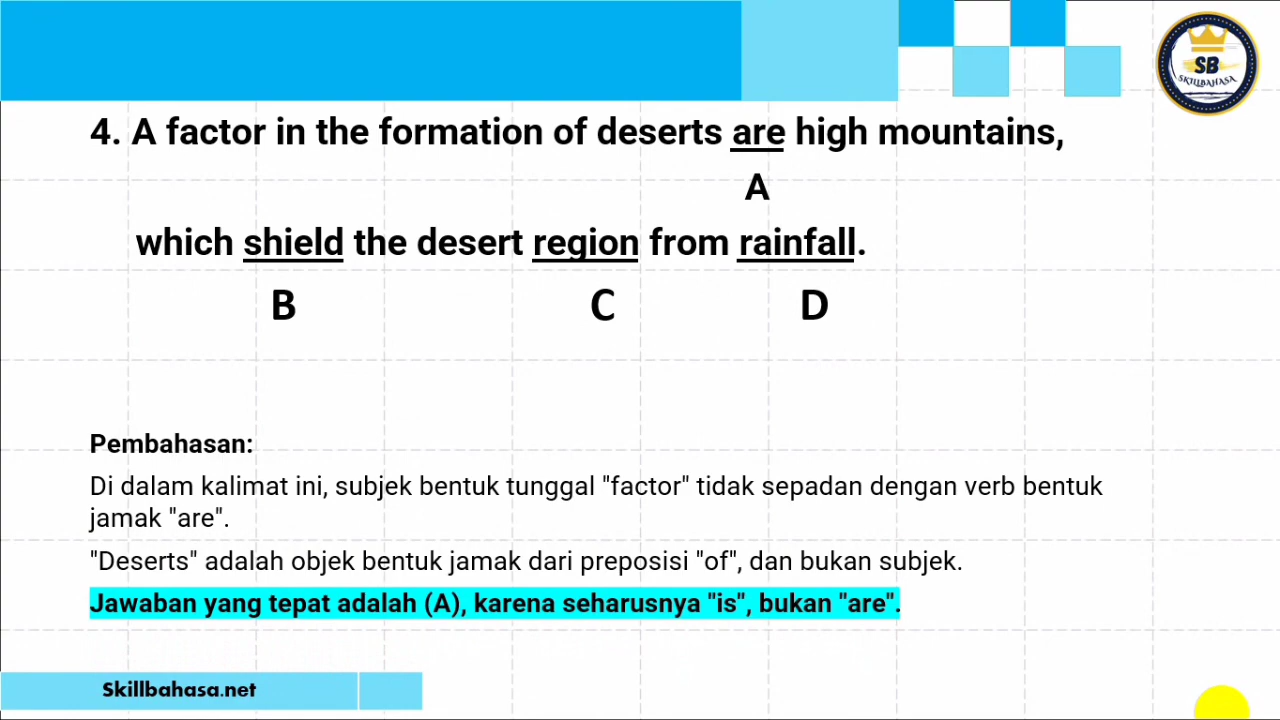 SB
SKILLBAHASA
4. A factor in the formation of deserts are high mountains,
A
which shield the desert region from rainfall.
B C D
Pembahasan:
Di dalam kalimat ini, subjek bentuk tunggal "factor" tidak sepadan dengan verb bentuk
jamak "are".
"Deserts" adalah objek bentuk jamak dari preposisi "of", dan bukan subjek.
Jawaban yang tepat adalah (A), karena seharusnya "is", bukan "are".
Skillbahasa.net